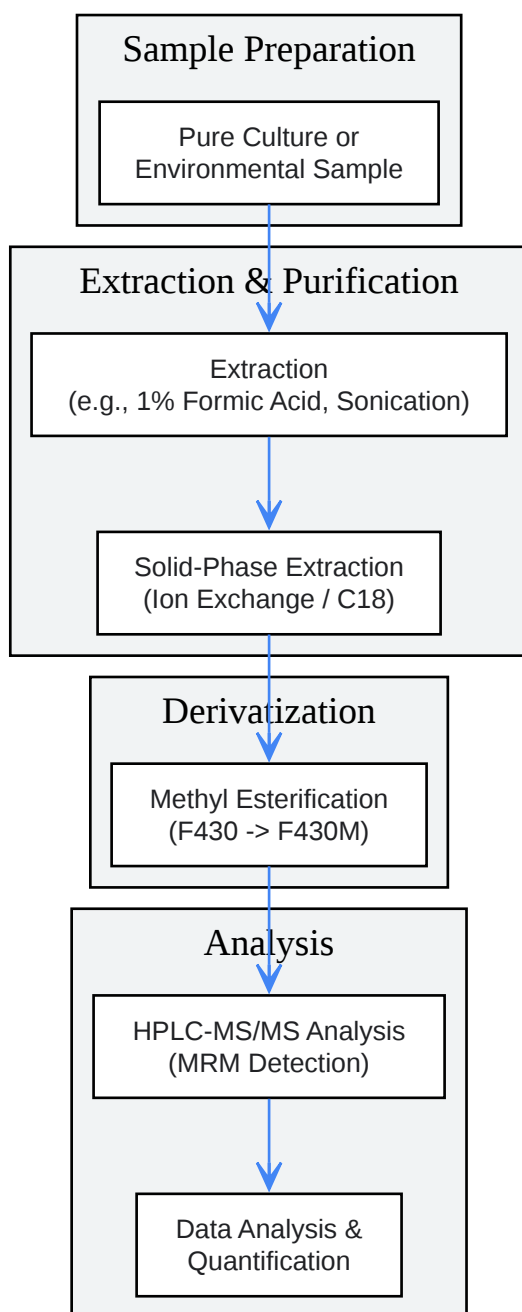 Sample Preparation
Pure Culture or
Environmental Sample
Extraction & Purification
Extraction
(e.g., 1% Formic Acid, Sonication)
Solid-Phase Extraction
(Ion Exchange / C18)
Derivatization
Methyl Esterification
(F430 -> F430M)
Analysis
HPLC-MS/MS Analysis
(MRM Detection)
Data Analysis &
Quantification